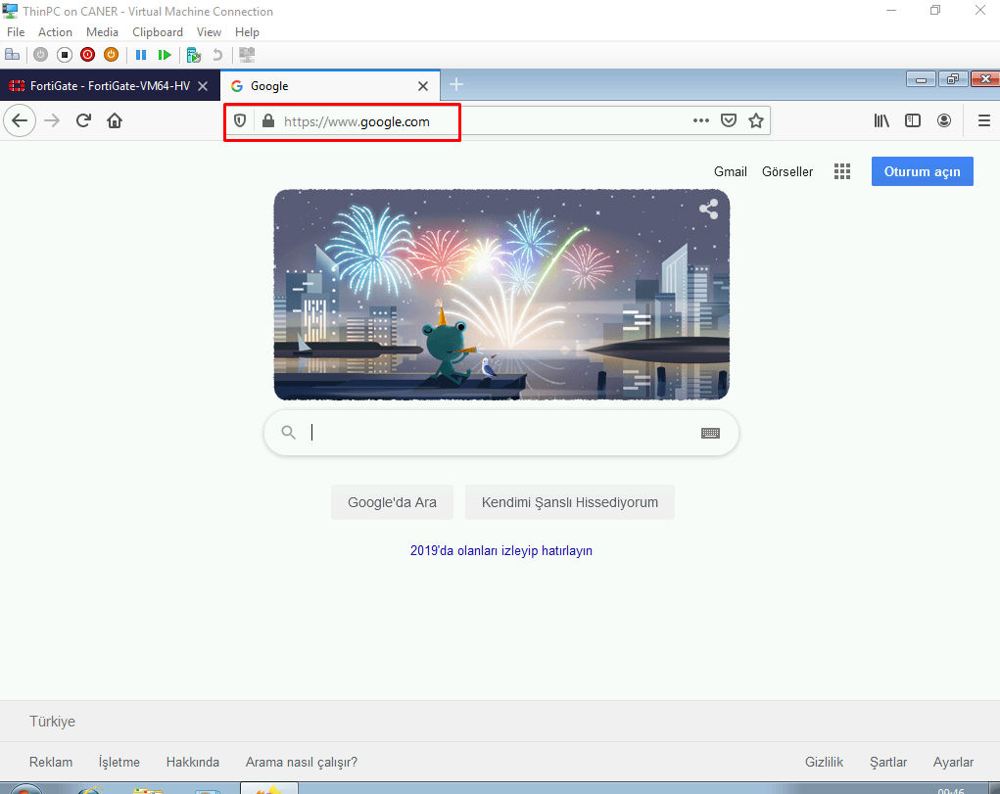 ThinPC on CANER - Virtual Machine Connection
File Action Media Clipboard View Help
FortiGate - FortiGate-VM64-HV
Google
https://www.google.com
Gmail Görseller Oturum açın
Google'da Ara Kendimi Şanslı Hissediyorum
2019'da olanları izleyip hatırlayın
Türkiye
Reklam İşletme Hakkında Arama nasıl çalışır? Gizlilik Şartlar Ayarlar